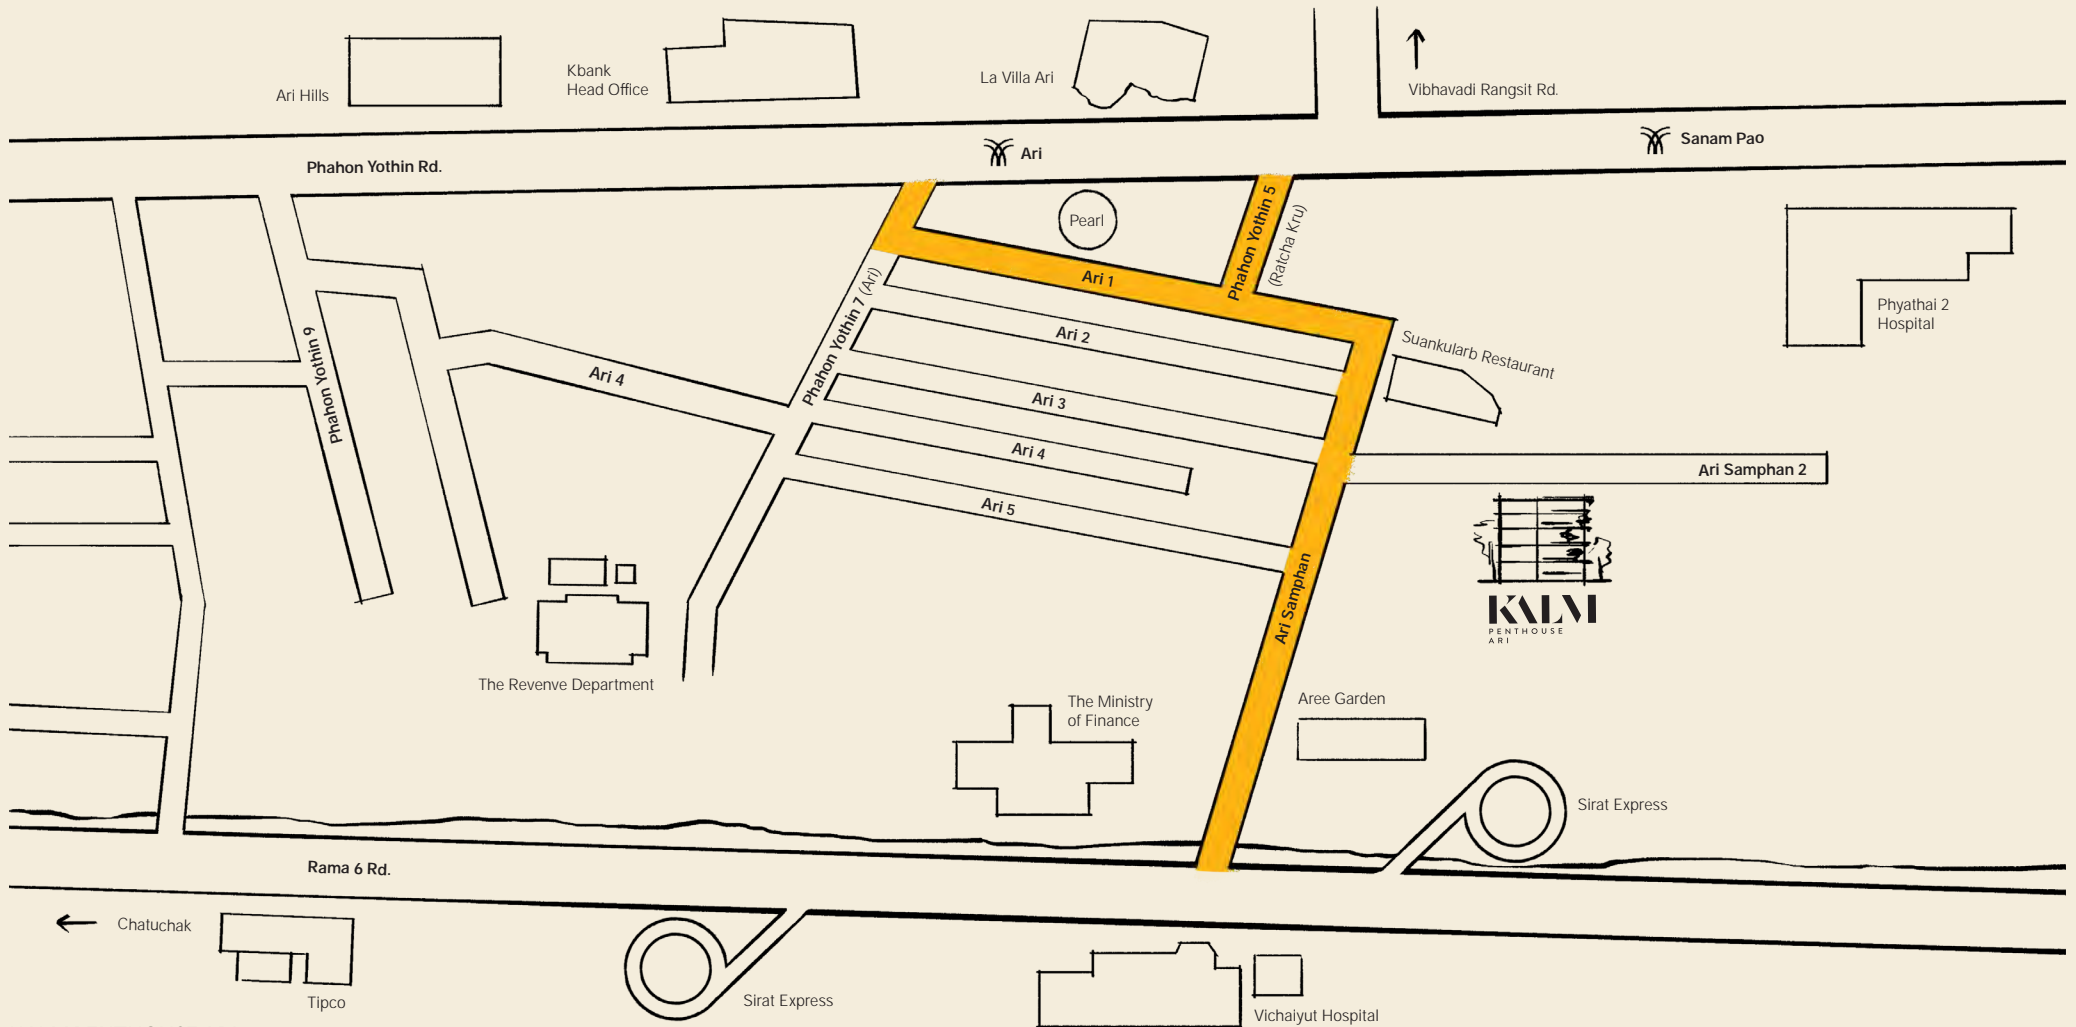 Kbank
Head Office
Ari Hills
La Villa Ari
Vibhavadi Rangsit Rd.
Phahon Yothin Rd.
Ari
Sanam Pao
Pearl
Phahon Yothin 5
(Ratcha Kru)
Ari 1
Phahon Yothin 7 (Ari)
Phyathai 2
Hospital
Ari 2
Suankularb Restaurant
Phahon Yothin 9
Ari 4
Ari 3
Ari 4
Ari Samphan 2
Ari 5
Ari Samphan
KALM
PENTHOUSE
ARI
The Revenve Department
The Ministry
of Finance
Aree Garden
Sirat Express
Rama 6 Rd.
Chatuchak
Tipco
Sirat Express
Vichaiyut Hospital